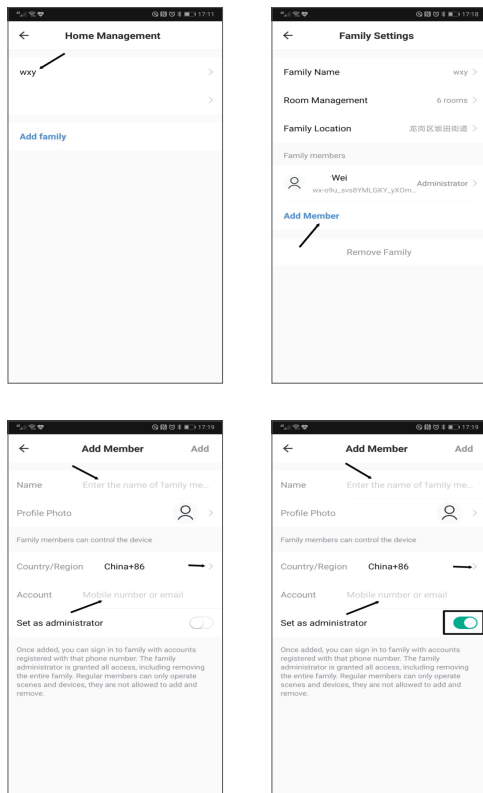 17:11
Home Management
wxy
Add family
17:18
Family Settings
Family Name wxy
Room Management 6 rooms
Family Location 龙岗区坂田街道
Family members
Wei
wx-o9u_svs8YMLGKY_yXOm... Administrator
Add Member
Remove Family
17:19
Add Member Add
Name Enter the name of family me...
Profile Photo
Family members can control the device
Country/Region China+86
Account Mobile number or email
Set as administrator
Once added, you can sign in to family with accounts
registered with that phone number. The family
administrator is granted all access, including removing
the entire family. Regular members can only operate
scenes and devices, they are not allowed to add and
remove.
17:19
Add Member Add
Name Enter the name of family me...
Profile Photo
Family members can control the device
Country/Region China+86
Account Mobile number or email
Set as administrator
Once added, you can sign in to family with accounts
registered with that phone number. The family
administrator is granted all access, including removing
the entire family. Regular members can only operate
scenes and devices, they are not allowed to add and
remove.